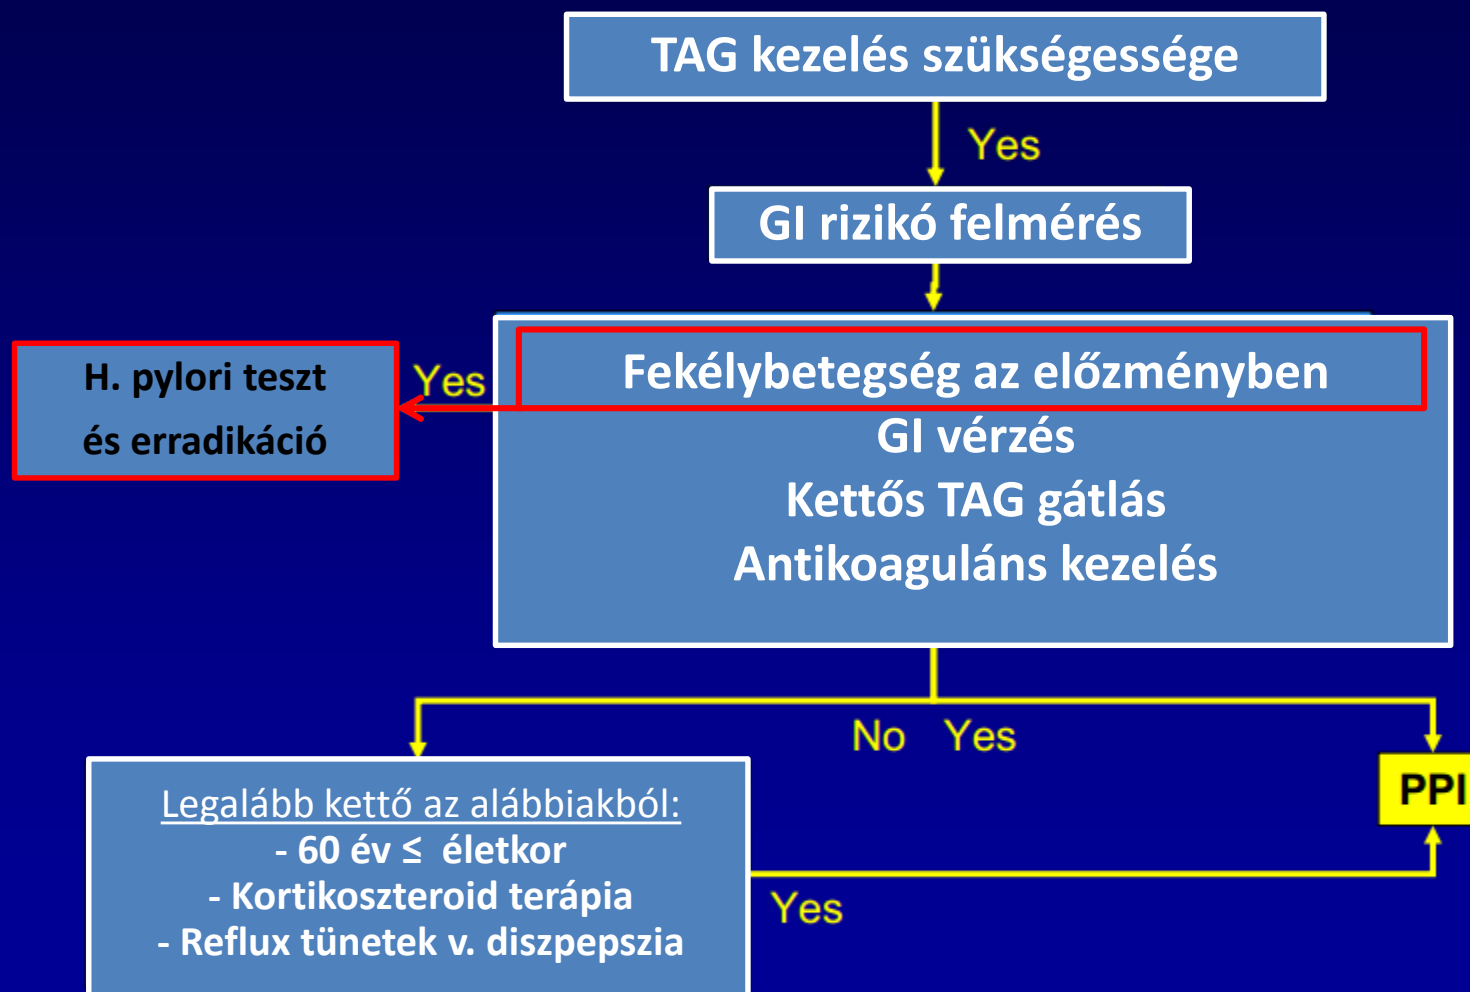 TAG kezelés szükségessége
Yes
GI rizikó felmérés
H. pylori teszt
és erradikáció
Yes
Fekélybetegség az előzményben
GI vérzés
Kettős TAG gátlás
Antikoaguláns kezelés
No Yes
PPI
Legalább kettő az alábbiakból:
- 60 év ≤ életkor
- Kortikoszteroid terápia
- Reflux tünetek v. diszpepszia
Yes